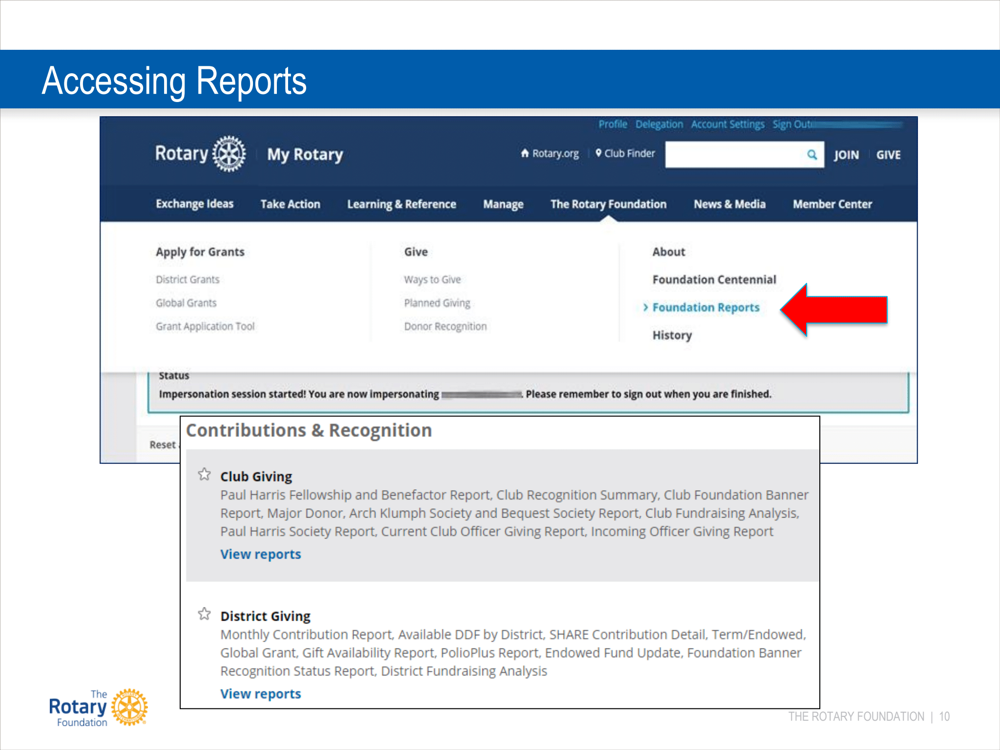 Accessing Reports
Profile Delegation Account Settings Sign Out
Rotary My Rotary Rotary.org Club Finder JOIN GIVE
Exchange Ideas Take Action Learning & Reference Manage The Rotary Foundation News & Media Member Center
Apply for Grants Give About
District Grants Ways to Give Foundation Centennial
Global Grants Planned Giving > Foundation Reports
Grant Application Tool Donor Recognition History
Status
Impersonation session started! You are now impersonating . Please remember to sign out when you are finished.
Reset
Contributions & Recognition
Club Giving
Paul Harris Fellowship and Benefactor Report, Club Recognition Summary, Club Foundation Banner
Report, Major Donor, Arch Klumph Society and Bequest Society Report, Club Fundraising Analysis,
Paul Harris Society Report, Current Club Officer Giving Report, Incoming Officer Giving Report
View reports
District Giving
Monthly Contribution Report, Available DDF by District, SHARE Contribution Detail, Term/Endowed,
Global Grant, Gift Availability Report, PolioPlus Report, Endowed Fund Update, Foundation Banner
Recognition Status Report, District Fundraising Analysis
View reports
The
Rotary
Foundation
THE ROTARY FOUNDATION | 10